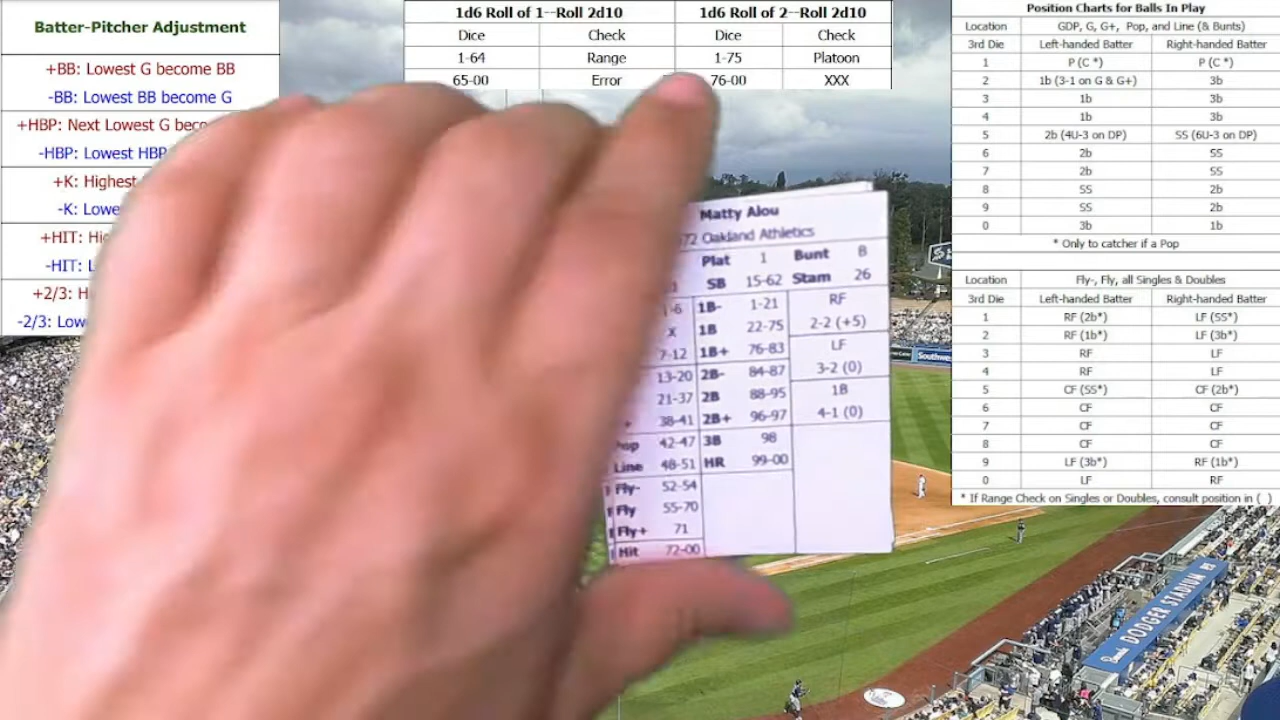 Batter-Pitcher Adjustment
+BB: Lowest G become BB
-BB: Lowest BB become G
+HBP: Next Lowest G
-HBP: Lowest HBP
+K: Highest
-K:
+HIT:
-HIT:
+2/3:
-2/3:
1d6 Roll of 1--Roll 2d10 1d6 Roll of 2--Roll 2d10
Dice Check Dice Check
1-64 Range 1-75 Platoon
65-00 Error 76-00 XXX
Matty Alou
Oakland Athletics
Plat 1 Bunt B
SB 15-62 Stam 26
1B- 1-21 RF
X 1B 22-75 2-2 (+5)
7-12 1B+ 76-83 LF
13-20 2B- 84-87 3-2 (0)
21-37 2B 88-95 1B
38-41 2B+ 96-97 4-1 (0)
42-47 3B 98
Line 48-51 HR 99-00
Fly- 52-54
Fly 55-70
Fly+ 71
Hit 72-00
Position Charts for Balls In Play
Location GDP, G, G+, Pop, and Line (& Bunts)
3rd Die Left-handed Batter Right-handed Batter
1 P (C *) P (C *)
2 1b (3-1 on G & G+) 3b
3 1b 3b
4 1b 3b
5 2b (4U-3 on DP) SS (6U-3 on DP)
6 2b SS
7 2b SS
8 SS 2b
9 SS 2b
0 3b 1b
* Only to catcher if a Pop
Location Fly-, Fly, all Singles & Doubles
3rd Die Left-handed Batter Right-handed Batter
1 RF (2b*) LF (SS*)
2 RF (1b*) LF (3b*)
3 RF LF
4 RF LF
5 CF (SS*) CF (2b*)
6 CF CF
7 CF CF
8 CF CF
9 LF (3b*) RF (1b*)
0 LF RF
* If Range Check on Singles or Doubles, consult position in ( )
Southwes
DODGER STADIUM